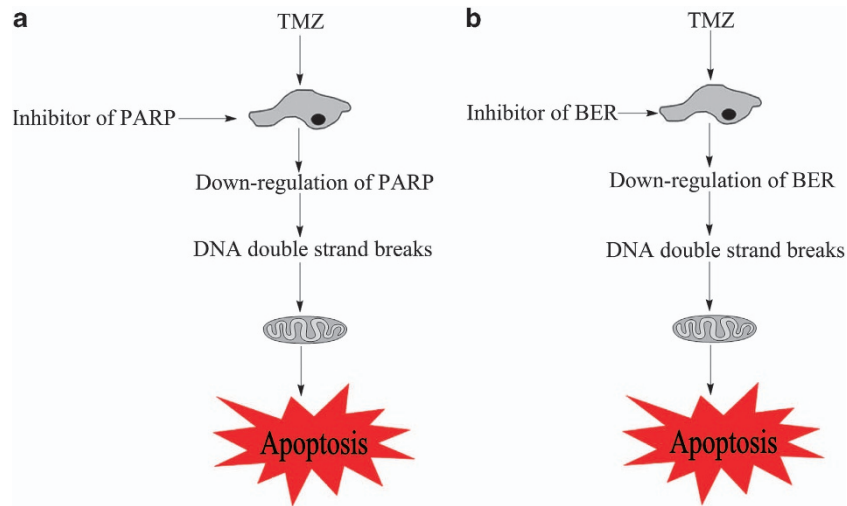 a
TMZ
Inhibitor of PARP
Down-regulation of PARP
DNA double strand breaks
Apoptosis
b
TMZ
Inhibitor of BER
Down-regulation of BER
DNA double strand breaks
Apoptosis